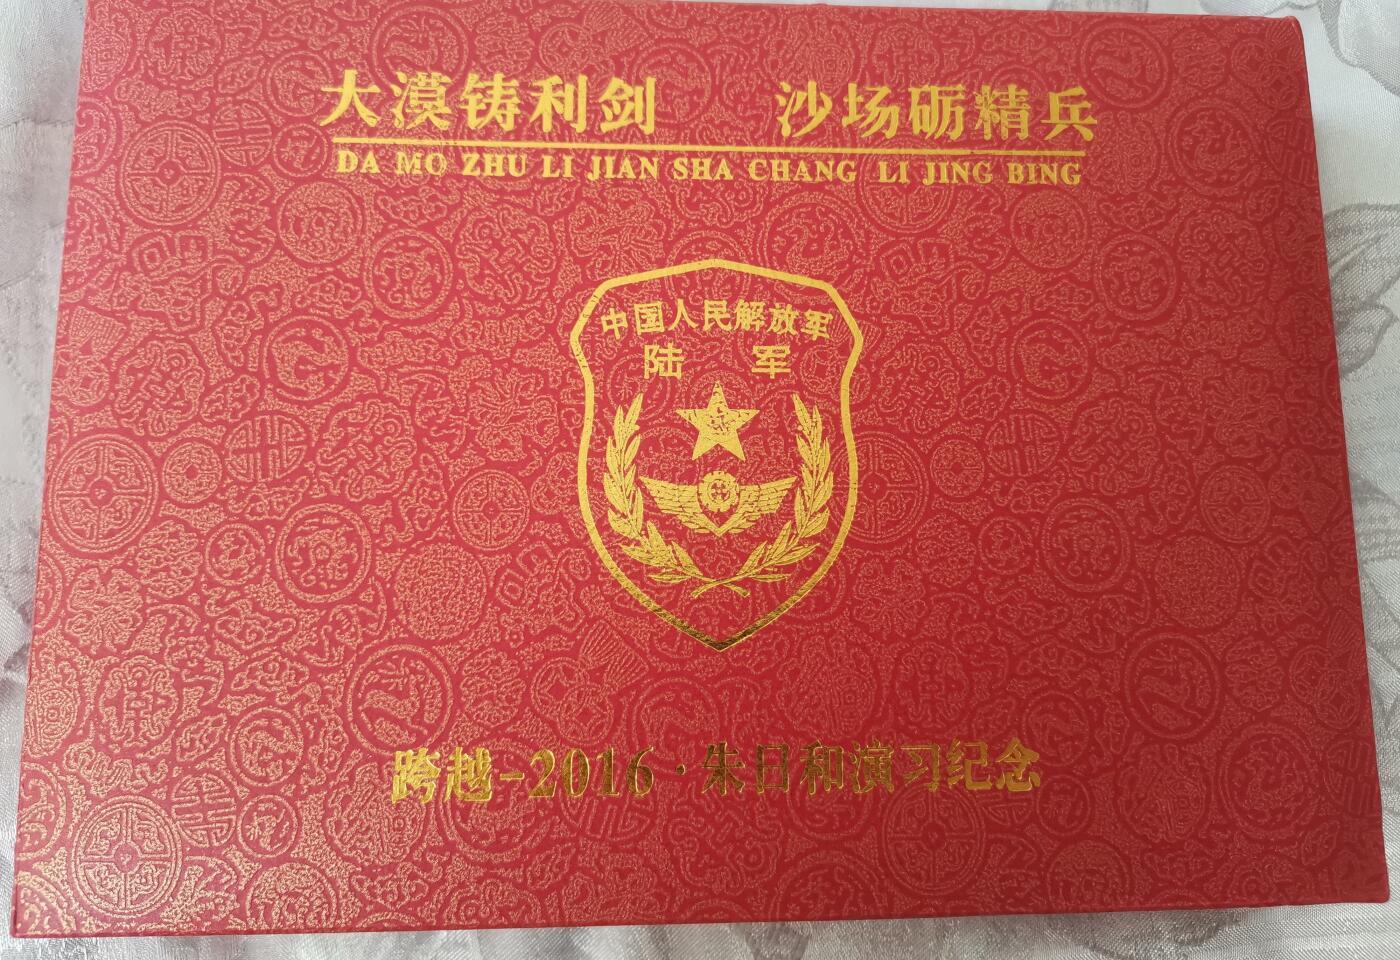 大漠铸利剑 沙场砺精兵
DA MO ZHU LI JIAN SHA CHANG LI JING BING
中国人民解放军
陆 军
跨越-2016·朱日和演习纪念